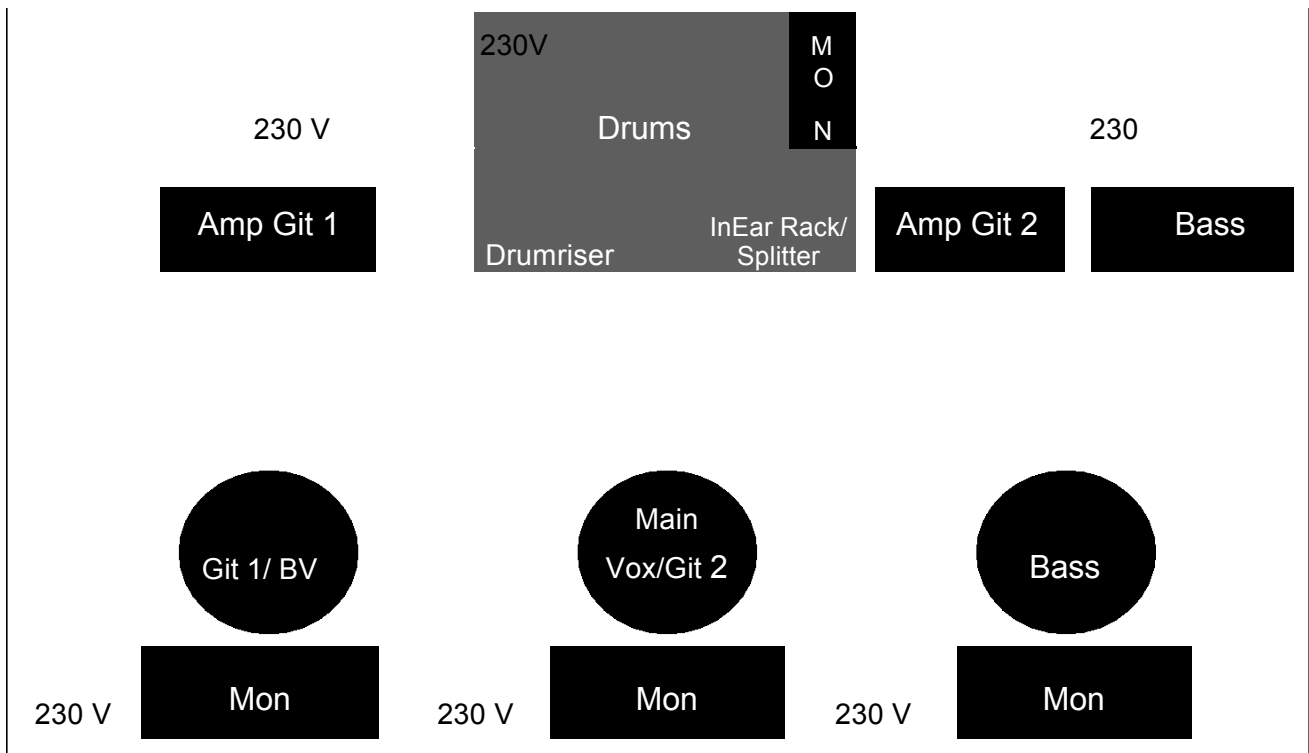 230V
M
O
N
230 V
Drums
230
Amp Git 1
InEar Rack/
Splitter
Drumriser
Amp Git 2
Bass
Git 1/ BV
Main
Vox/Git 2
Bass
Mon
Mon
Mon
230 V
230 V
230 V